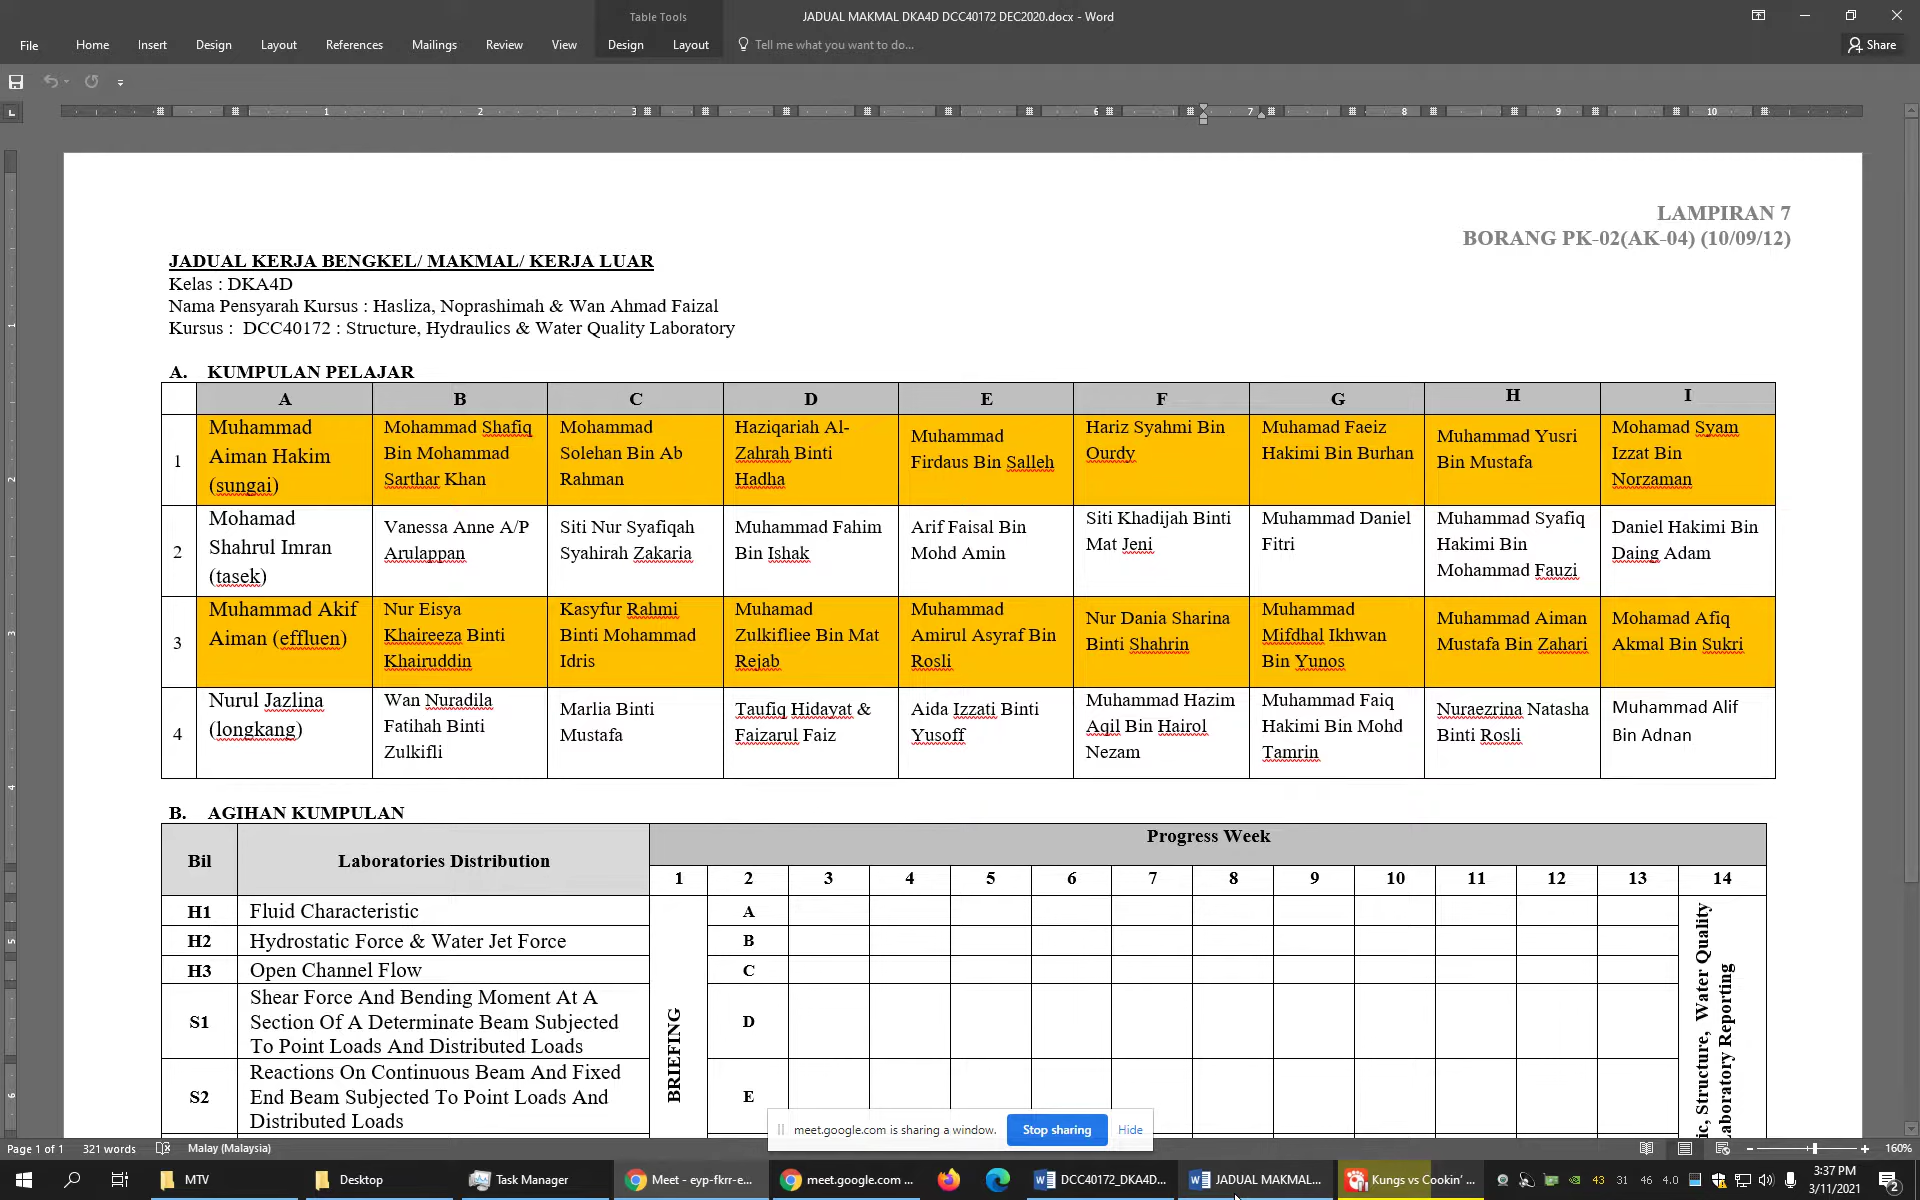 Table Tools
JADUAL MAKMAL DKA4D DCC40172 DEC2020.docx - Word
File Home Insert Design Layout References Mailings Review View Design Layout Tell me what you want to do... Share
1 2 3 6 7 8 9 10
LAMPIRAN 7
BORANG PK-02(AK-04) (10/09/12)
JADUAL KERJA BENGKEL/ MAKMAL/ KERJA LUAR
Kelas : DKA4D
Nama Pensyarah Kursus : Hasliza, Noprashimah & Wan Ahmad Faizal
Kursus : DCC40172 : Structure, Hydraulics & Water Quality Laboratory
A. KUMPULAN PELAJAR
A B C D E F G H I
1
Muhammad
Aiman Hakim
(sungai)
Mohammad Shafiq
Bin Mohammad
Sarthar Khan
Mohammad
Solehan Bin Ab
Rahman
Haziqariah Al-
Zahrah Binti
Hadha
Muhammad
Firdaus Bin Salleh
Hariz Syahmi Bin
Ourdy
Muhamad Faeiz
Hakimi Bin Burhan
Muhammad Yusri
Bin Mustafa
Mohamad Syam
Izzat Bin
Norzaman
2
Mohamad
Shahrul Imran
(tasek)
Vanessa Anne A/P
Arulappan
Siti Nur Syafiqah
Syahirah Zakaria
Muhammad Fahim
Bin Ishak
Arif Faisal Bin
Mohd Amin
Siti Khadijah Binti
Mat Jeni
Muhammad Daniel
Fitri
Muhammad Syafiq
Hakimi Bin
Mohammad Fauzi
Daniel Hakimi Bin
Daing Adam
3
Muhammad Akif
Aiman (effluen)
Nur Eisya
Khaireeza Binti
Khairuddin
Kasyfur Rahmi
Binti Mohammad
Idris
Muhamad
Zulkifliee Bin Mat
Rejab
Muhammad
Amirul Asyraf Bin
Rosli
Nur Dania Sharina
Binti Shahrin
Muhammad
Mifdhal Ikhwan
Bin Yunos
Muhammad Aiman
Mustafa Bin Zahari
Mohamad Afiq
Akmal Bin Sukri
4
Nurul Jazlina
(longkang)
Wan Nuradila
Fatihah Binti
Zulkifli
Marlia Binti
Mustafa
Taufiq Hidayat &
Faizarul Faiz
Aida Izzati Binti
Yusoff
Muhammad Hazim
Aqil Bin Hairol
Nezam
Muhammad Faiq
Hakimi Bin Mohd
Tamrin
Nuraezrina Natasha
Binti Rosli
Muhammad Alif
Bin Adnan
B. AGIHAN KUMPULAN
Bil Laboratories Distribution Progress Week
1 2 3 4 5 6 7 8 9 10 11 12 13 14
H1 Fluid Characteristic A
H2 Hydrostatic Force & Water Jet Force B
H3 Open Channel Flow C
S1
Shear Force And Bending Moment At A
Section Of A Determinate Beam Subjected
To Point Loads And Distributed Loads
D
S2
Reactions On Continuous Beam And Fixed
End Beam Subjected To Point Loads And
Distributed Loads
E
BRIEFING
ic, Structure, Water Quality
Laboratory Reporting
meet.google.com is sharing a window. Stop sharing Hide
Page 1 of 1 321 words Malay (Malaysia) 160%
MTV Desktop Task Manager Meet - eyp-fkrr-e... meet.google.com ... DCC40172_DKA4D... JADUAL MAKMAL... Kungs vs Cookin' ... 43 31 46 4.0
3:37 PM
3/11/2021
2